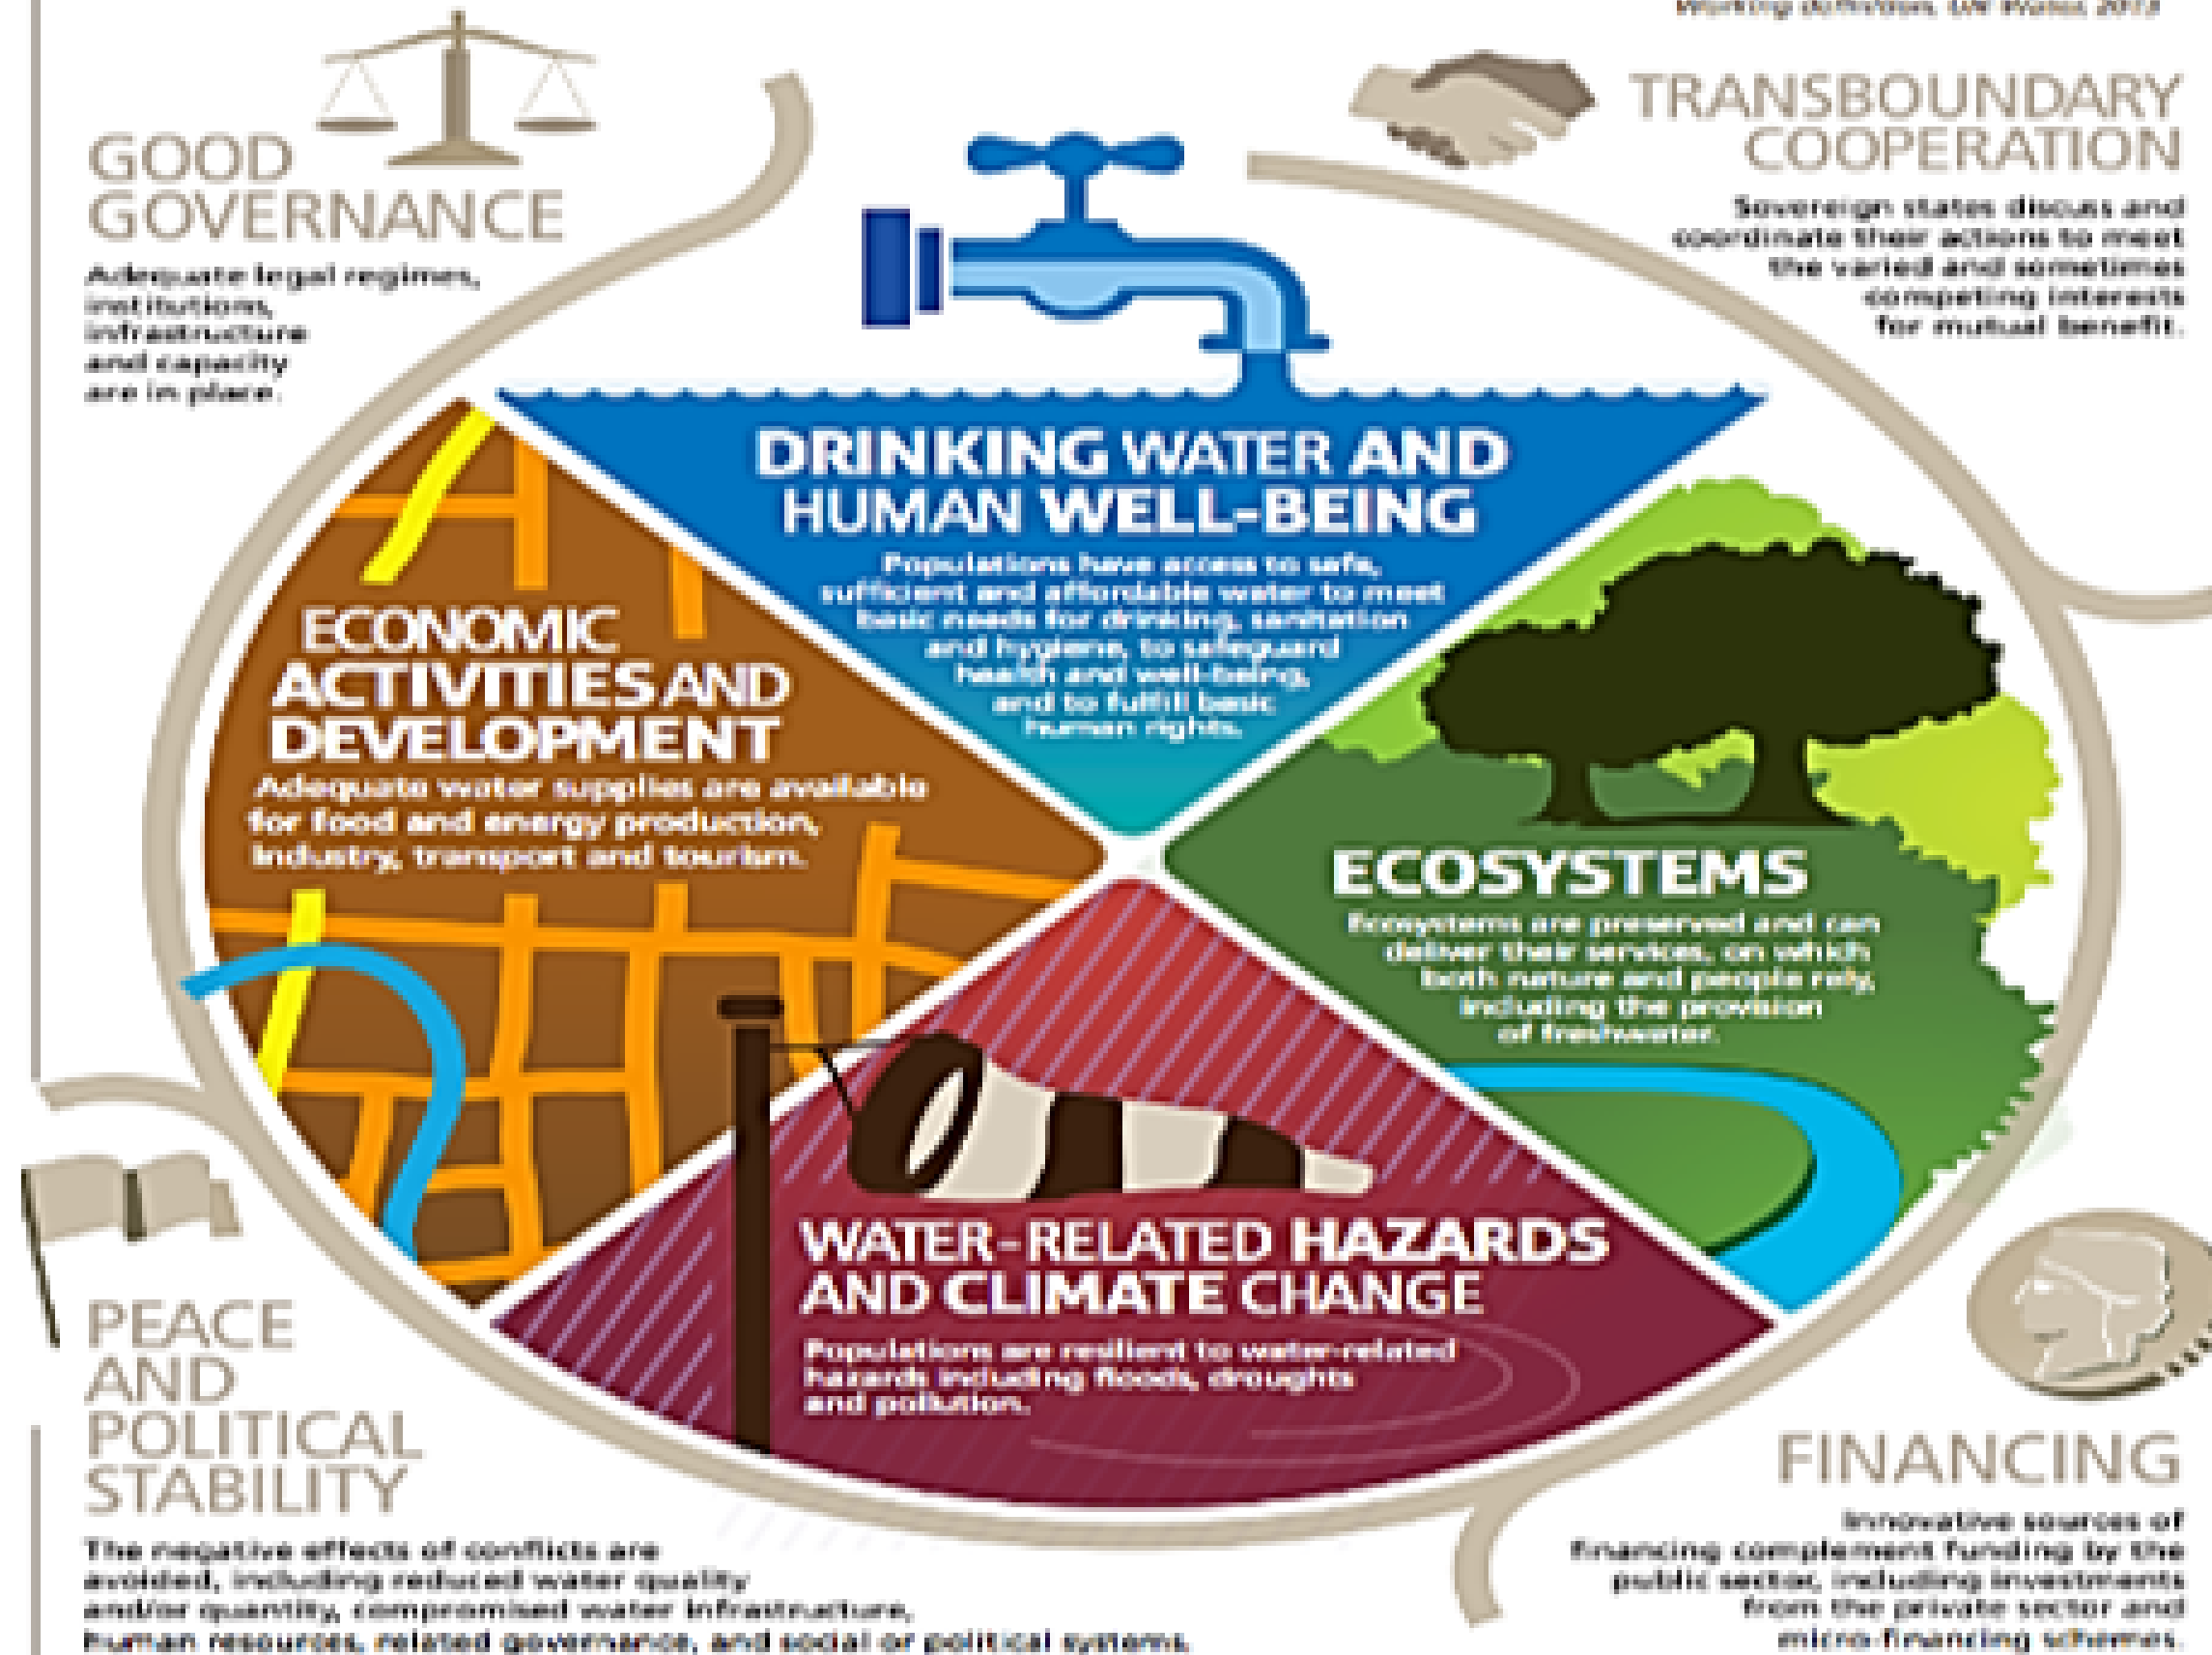 Working definition, UN-Water, 2013
GOOD
GOVERNANCE
Adequate legal regimes,
institutions,
infrastructure
and capacity
are in place.
TRANSBOUNDARY
COOPERATION
Sovereign states discuss and
coordinate their actions to meet
the varied and sometimes
competing interests
for mutual benefit.
DRINKING WATER AND
HUMAN WELL-BEING
Populations have access to safe,
sufficient and affordable water to meet
basic needs for drinking, sanitation
and hygiene, to safeguard
health and well-being,
and to fulfill basic
human rights.
ECONOMIC
ACTIVITIES AND
DEVELOPMENT
Adequate water supplies are available
for food and energy production,
industry, transport and tourism.
ECOSYSTEMS
Ecosystems are preserved and can
deliver their services, on which
both nature and people rely,
including the provision
of freshwater.
WATER-RELATED HAZARDS
AND CLIMATE CHANGE
Populations are resilient to water-related
hazards including floods, droughts
and pollution.
PEACE
AND
POLITICAL
STABILITY
The negative effects of conflicts are
avoided, including reduced water quality
and/or quantity, compromised water infrastructure,
human resources, related governance, and social or political systems.
FINANCING
Innovative sources of
financing complement funding by the
public sector, including investments
from the private sector and
micro-financing schemes.